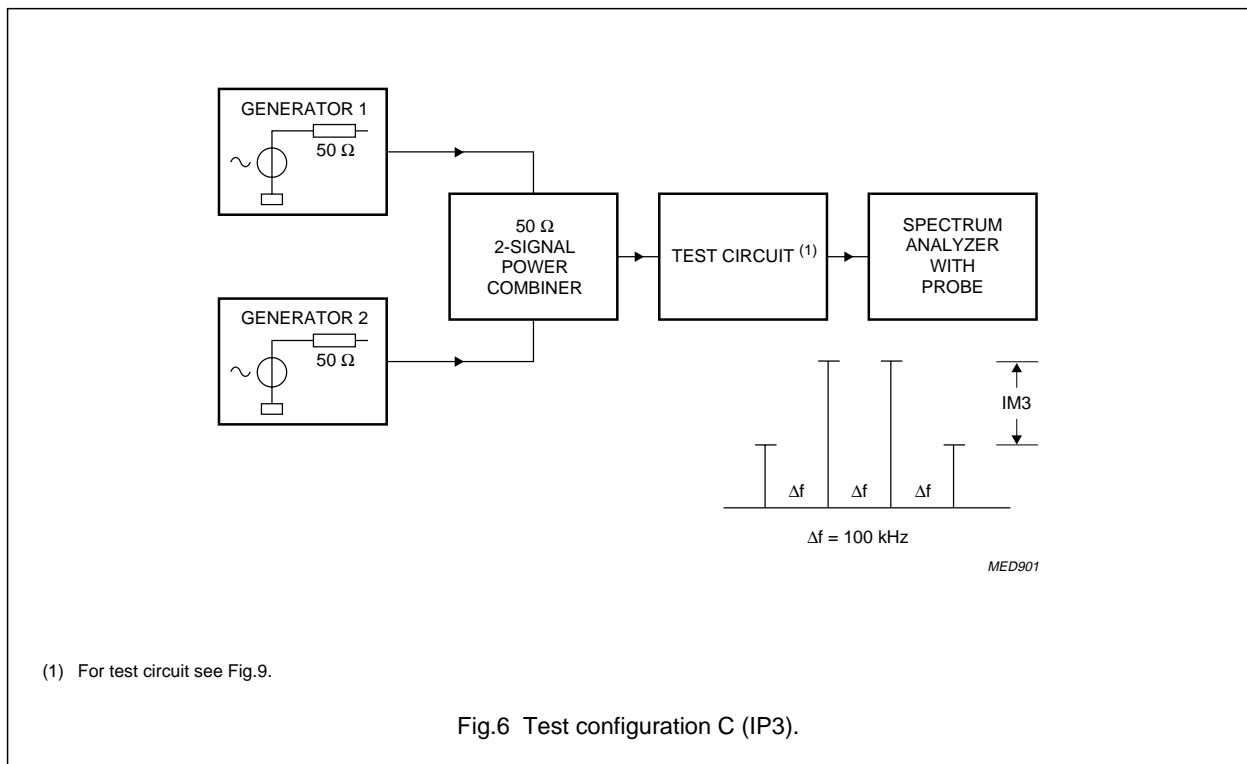 GENERATOR 1
50 Ω
GENERATOR 2
50 Ω
50 Ω
2-SIGNAL
POWER
COMBINER
TEST CIRCUIT (1)
SPECTRUM
ANALYZER
WITH
PROBE
IM3
Δf Δf Δf
Δf = 100 kHz
MED901
(1) For test circuit see Fig.9.
Fig.6 Test configuration C (IP3).